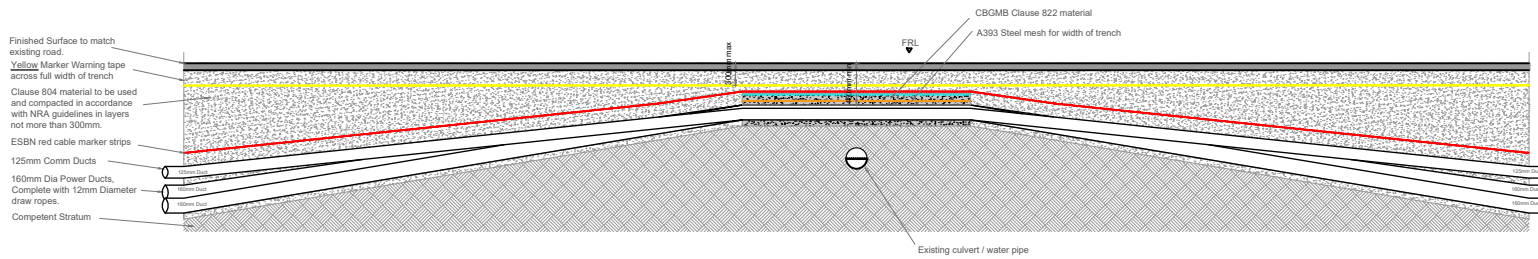 CBGMB Clause 822 material
A393 Steel mesh for width of trench
FRL
Finished Surface to match
existing road.
Yellow Marker Warning tape
across full width of trench
Clause 804 material to be used
and compacted in accordance
with NRA guidelines in layers
not more than 300mm.
ESBN red cable marker strips
125mm Comm Ducts
160mm Dia Power Ducts,
Complete with 12mm Diameter
draw ropes.
Competent Stratum
125mm Duct
160mm Duct
160mm Duct
125mm Du
160mm Du
160mm Duc
Existing culvert / water pipe